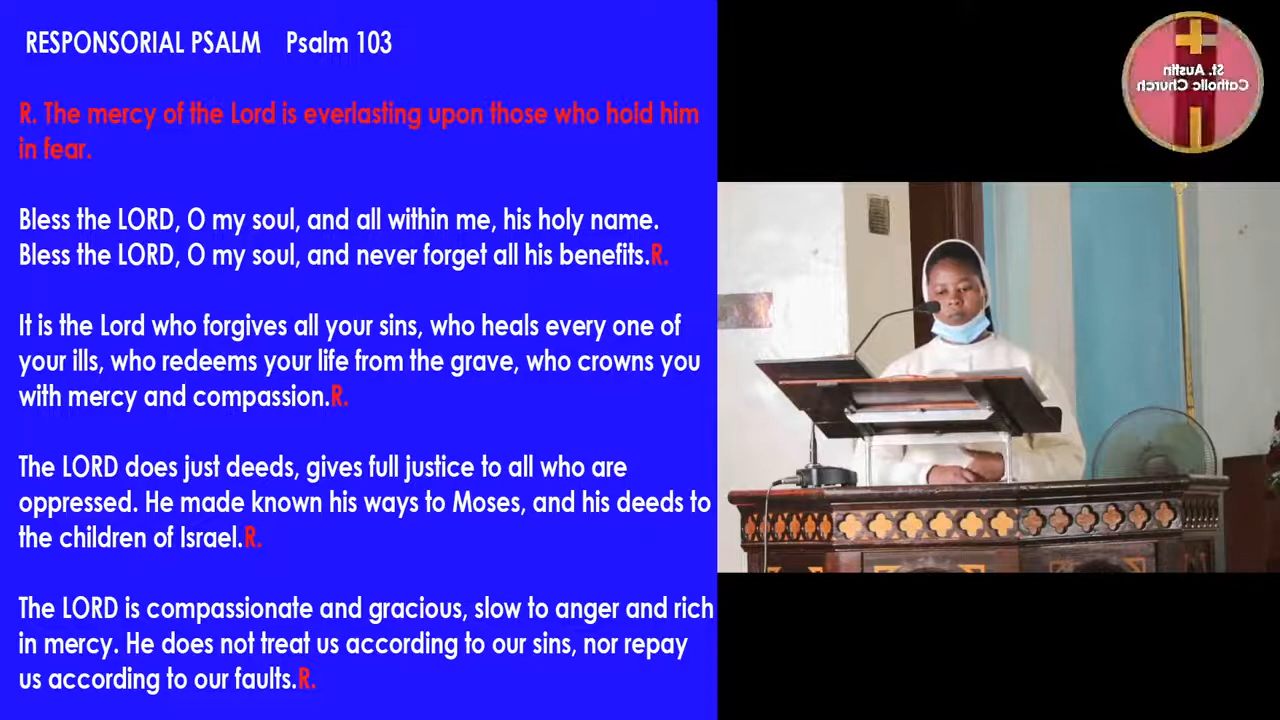 RESPONSORIAL PSALM Psalm 103
R. The mercy of the Lord is everlasting upon those who hold him
in fear.
Bless the LORD, O my soul, and all within me, his holy name.
Bless the LORD, O my soul, and never forget all his benefits.R.
It is the Lord who forgives all your sins, who heals every one of
your ills, who redeems your life from the grave, who crowns you
with mercy and compassion.R.
The LORD does just deeds, gives full justice to all who are
oppressed. He made known his ways to Moses, and his deeds to
the children of Israel.R.
The LORD is compassionate and gracious, slow to anger and rich
in mercy. He does not treat us according to our sins, nor repay
us according to our faults.R.
St. Austin
Catholic Church